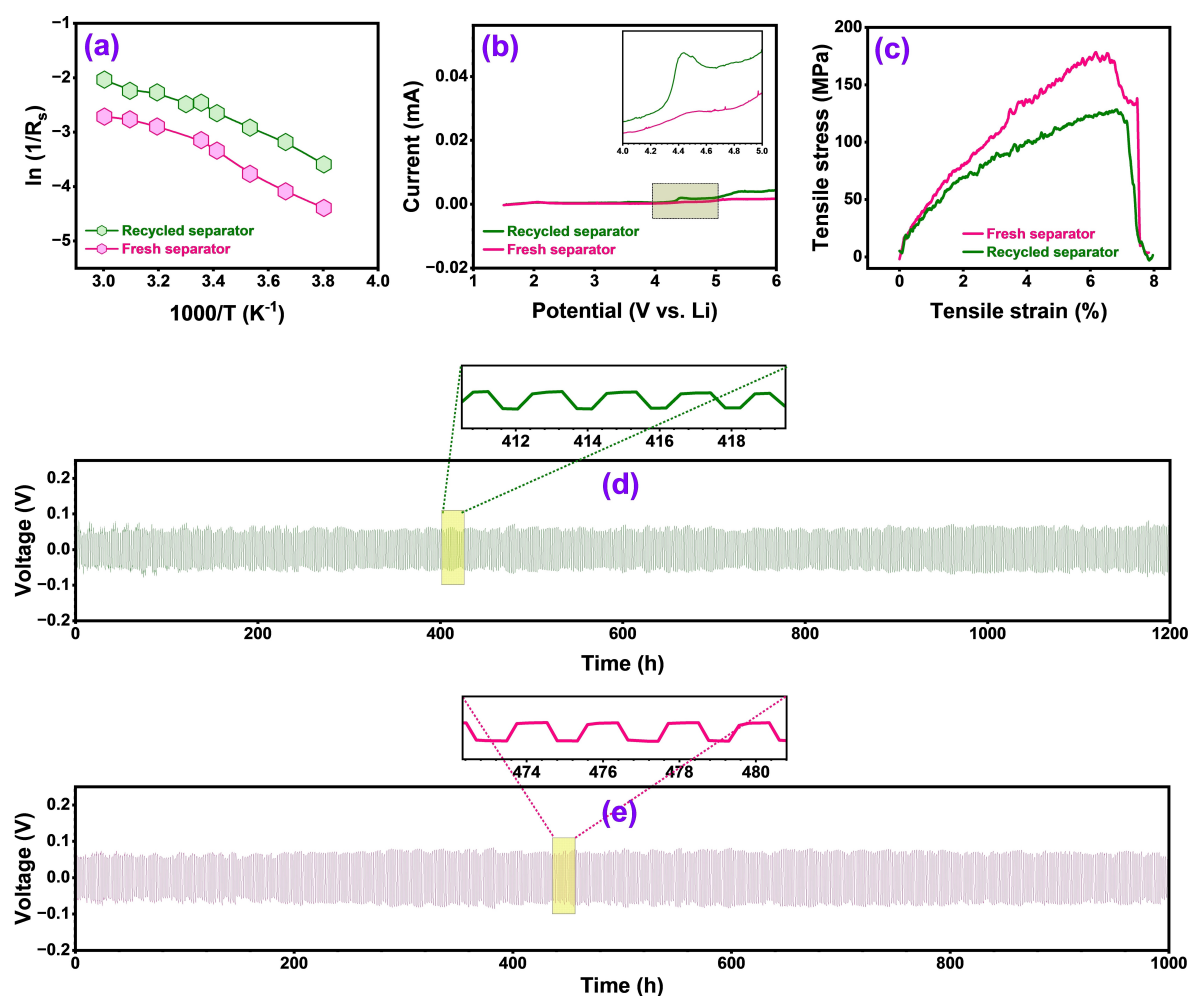 (a)
−1
−2
−3
−4
−5
ln (1/Rs)
Recycled separator
Fresh separator
3.0 3.2 3.4 3.6 3.8 4.0
1000/T (K-1)
(b)
0.04
0.02
0.00
−0.02
Current (mA)
4.0 4.2 4.4 4.6 4.8 5.0
Recycled separator
Fresh separator
1 2 3 4 5 6
Potential (V vs. Li)
(c)
200
150
100
50
0
Tensile stress (MPa)
Fresh separator
Recycled separator
0 2 4 6 8
Tensile strain (%)
412 414 416 418
(d)
0.2
0.1
0.0
−0.1
−0.2
Voltage (V)
0 200 400 600 800 1000 1200
Time (h)
474 476 478 480
(e)
0.2
0.1
0.0
−0.1
−0.2
Voltage (V)
0 200 400 600 800 1000
Time (h)